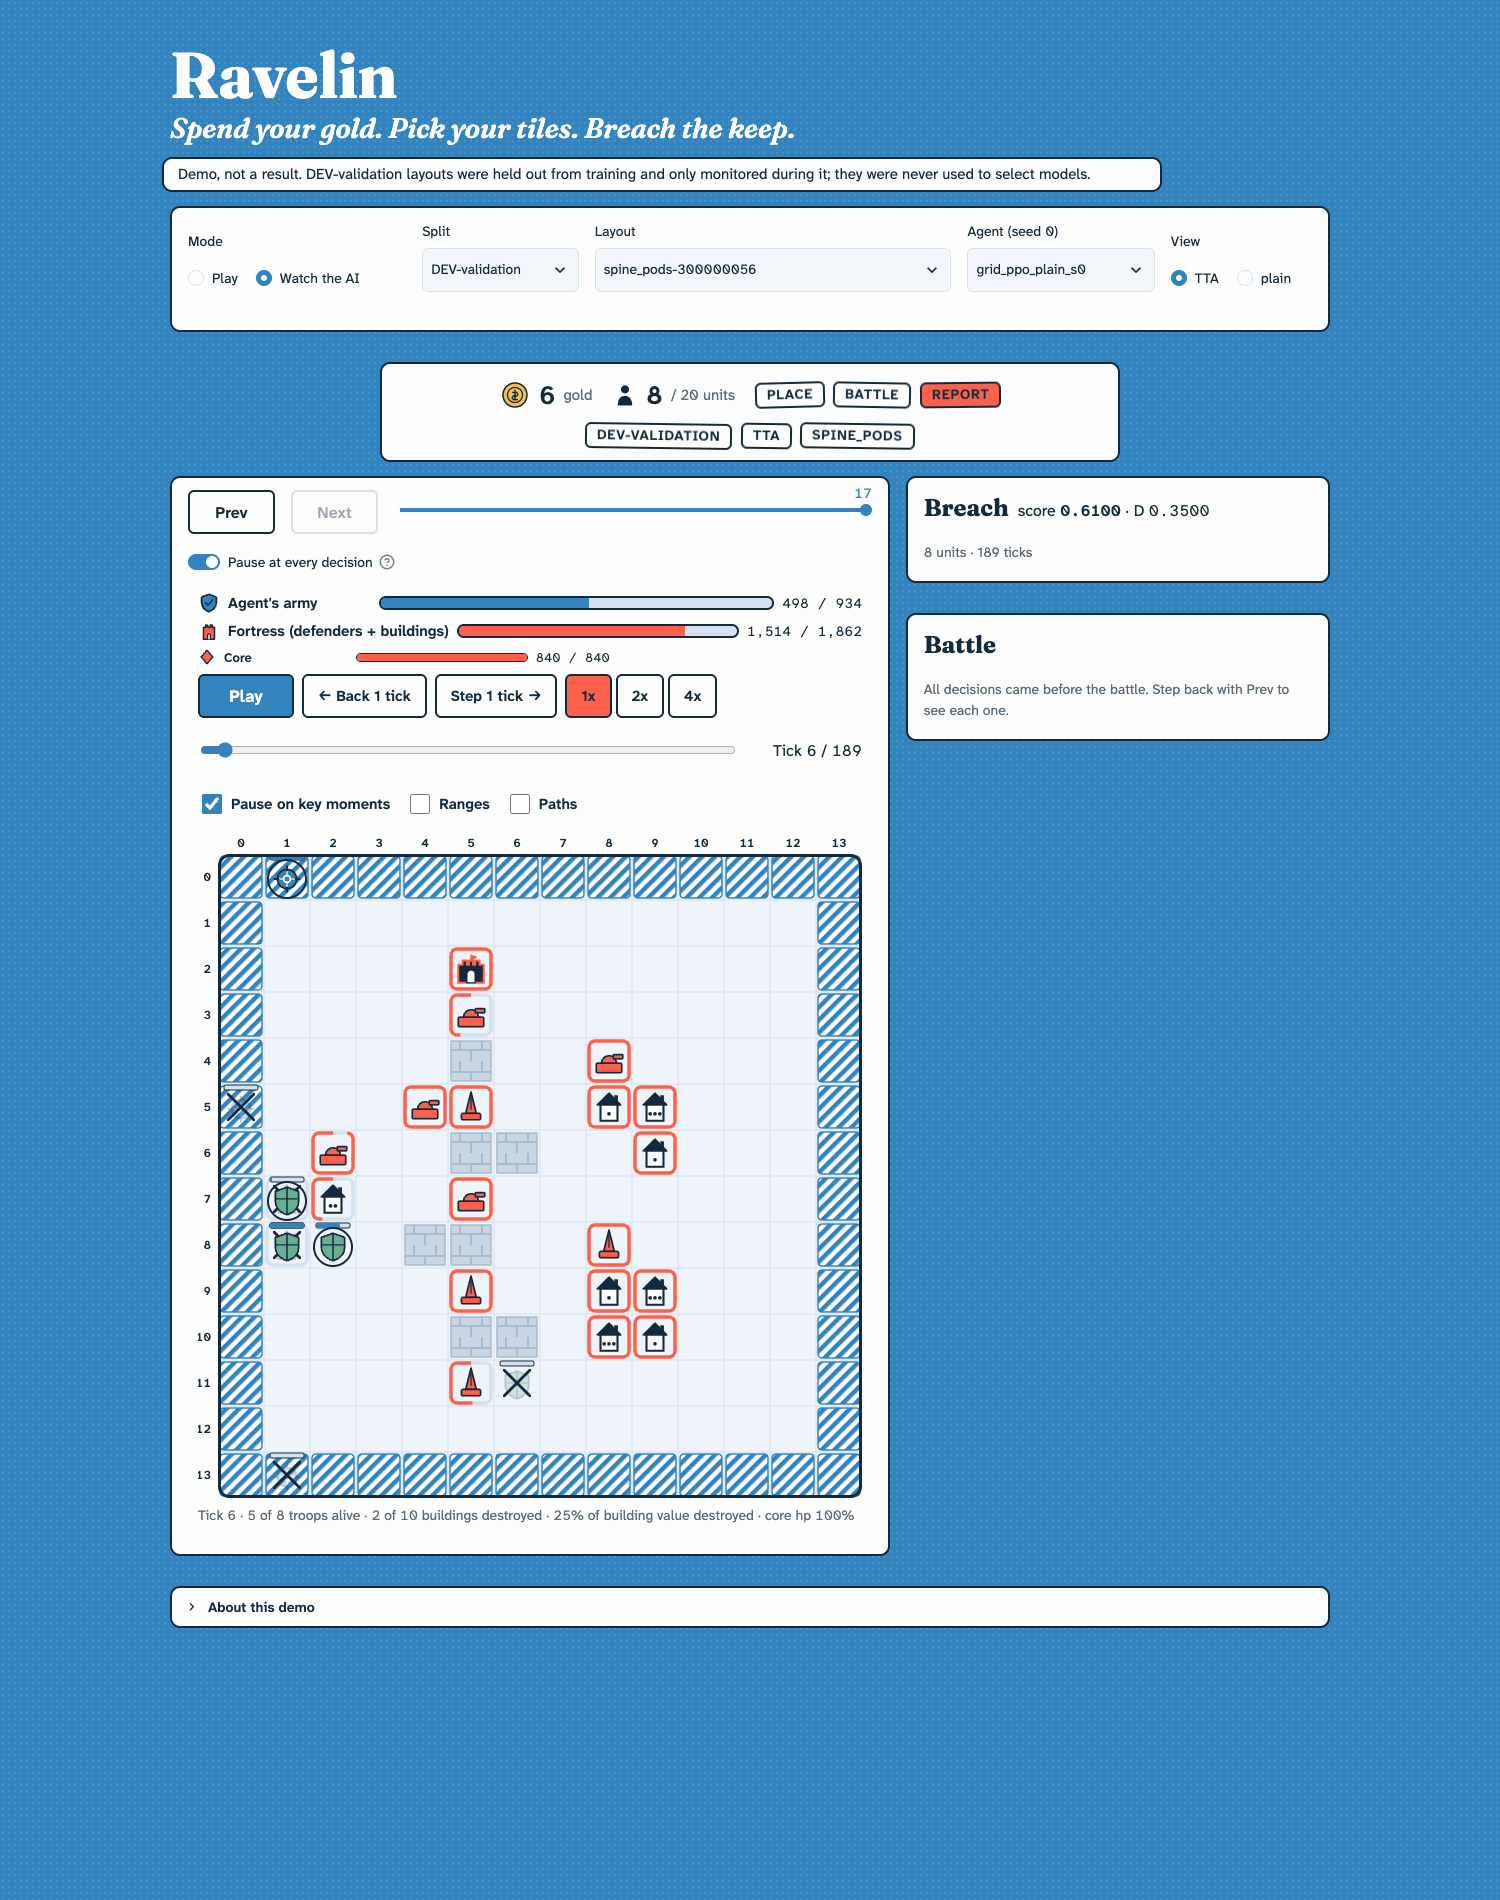 Ravelin
Spend your gold. Pick your tiles. Breach the keep.
Demo, not a result. DEV-validation layouts were held out from training and only monitored during it; they were never used to select models.
Mode
Play
Watch the AI
Split
DEV-validation
Layout
spine_pods-300000056
Agent (seed 0)
grid_ppo_plain_s0
View
TTA
plain
6 gold
8 / 20 units
PLACE
BATTLE
REPORT
DEV-VALIDATION
TTA
SPINE_PODS
Prev
Next
17
Pause at every decision ?
Agent's army
498 / 934
Fortress (defenders + buildings)
1,514 / 1,862
Core
840 / 840
Play
← Back 1 tick
Step 1 tick →
1x
2x
4x
Tick 6 / 189
Pause on key moments
Ranges
Paths
0 1 2 3 4 5 6 7 8 9 10 11 12 13
0
1
2
3
4
5
6
7
8
9
10
11
12
13
Tick 6 · 5 of 8 troops alive · 2 of 10 buildings destroyed · 25% of building value destroyed · core hp 100%
Breach score 0.6100 · D 0.3500
8 units · 189 ticks
Battle
All decisions came before the battle. Step back with Prev to
see each one.
About this demo